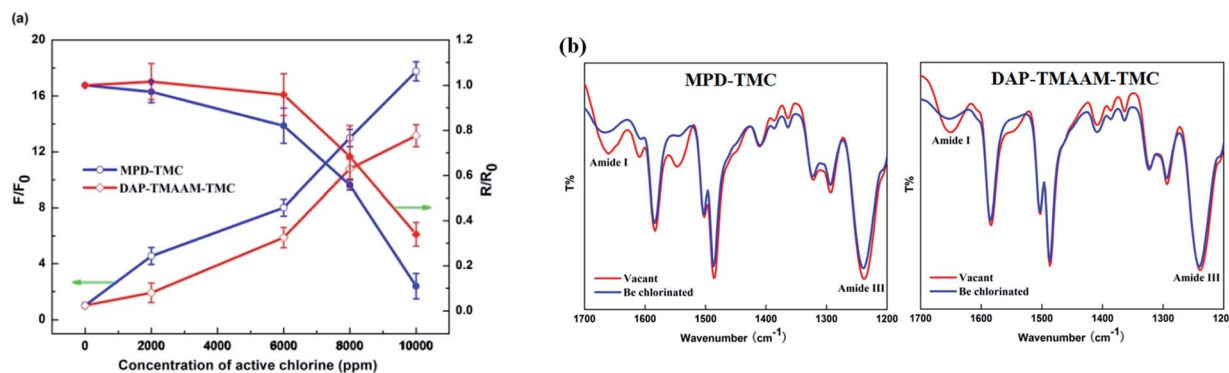 (a)
20
16
12
8
4
0
F/F0
1.2
1.0
0.8
0.6
0.4
0.2
0.0
R/R0
MPD-TMC
DAP-TMAAM-TMC
0 2000 4000 6000 8000 10000
Concentration of active chlorine (ppm)
(b)
MPD-TMC
T%
Amide I
Vacant
Be chlorinated
Amide III
1700 1600 1500 1400 1300 1200
Wavenumber (cm-1)
DAP-TMAAM-TMC
T%
Amide I
Vacant
Be chlorinated
Amide III
1700 1600 1500 1400 1300 120
Wavenumber (cm-1)